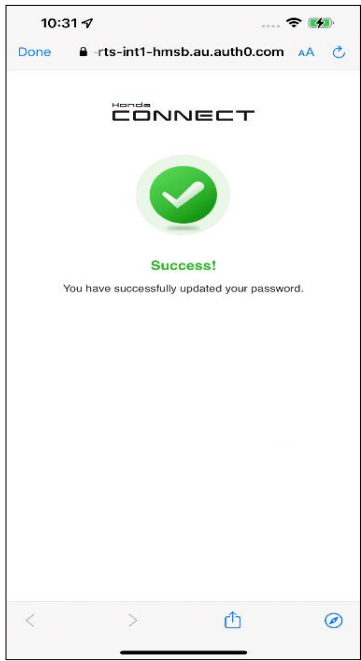 10:31
Done -rts-int1-hmsb.au.auth0.com AA
Honda
CONNECT
Success!
You have successfully updated your password.